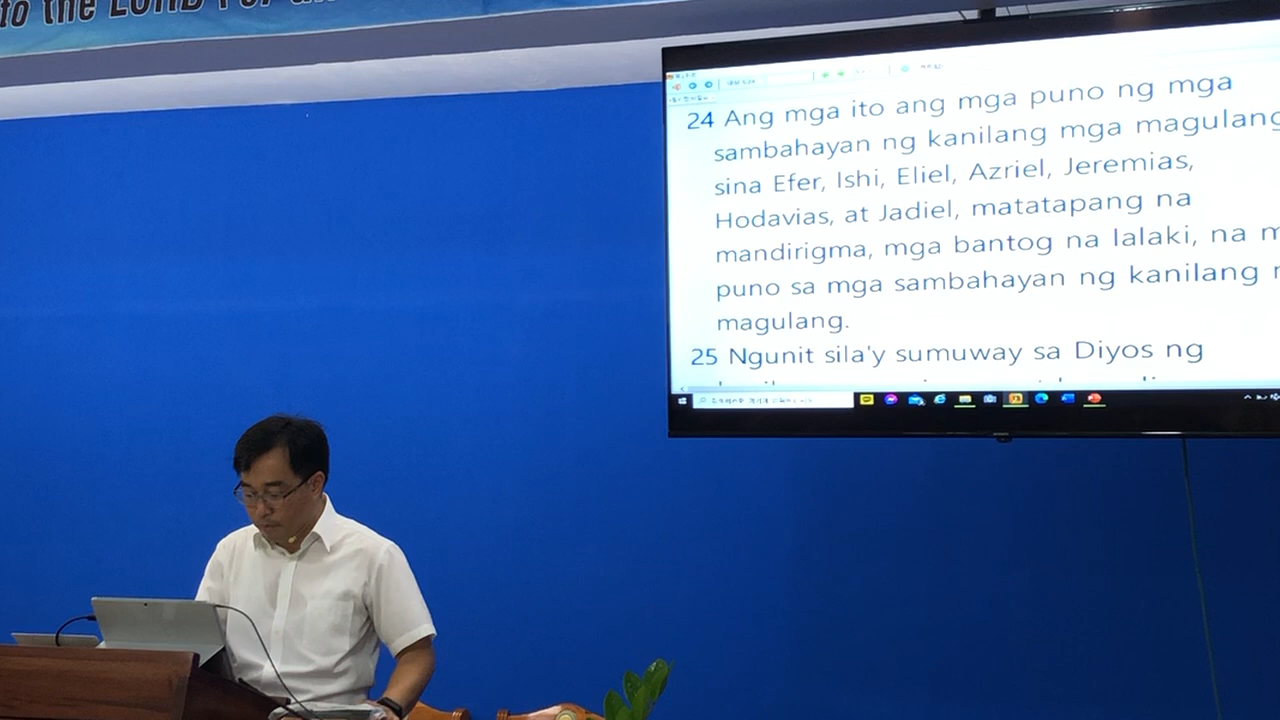 to the LORD
24 Ang mga ito ang mga puno ng mga
sambahayan ng kanilang mga magulang
sina Efer, Ishi, Eliel, Azriel, Jeremias,
Hodavias, at Jadiel, matatapang na
mandirigma, mga bantog na lalaki, na
puno sa mga sambahayan ng kanilang
magulang.
25 Ngunit sila'y sumuway sa Diyos ng